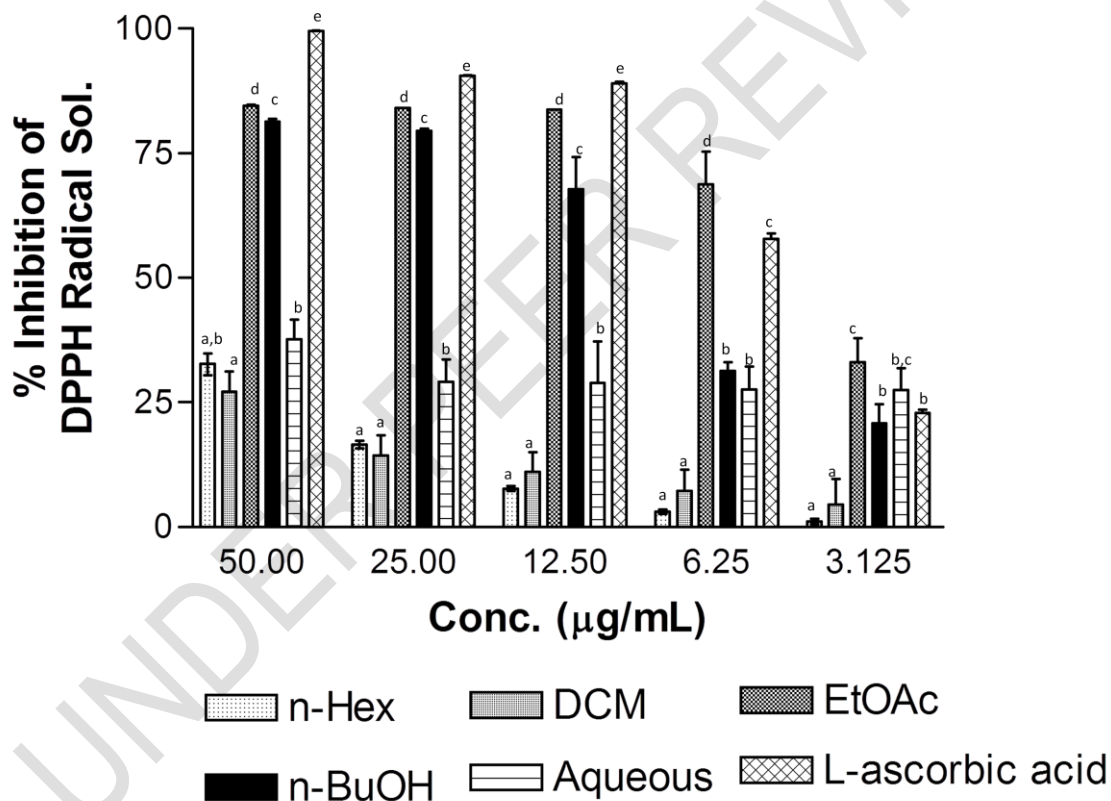 % Inhibition of
DPPH Radical Sol.
100
75
50
25
0
a,b a d c b e
a a d c b e
a a d c b e
a a d b b c
a a c b b,c b
50.00 25.00 12.50 6.25 3.125
Conc. (μg/mL)
n-Hex DCM EtOAc
n-BuOH Aqueous L-ascorbic acid
UNDER PEER REVI